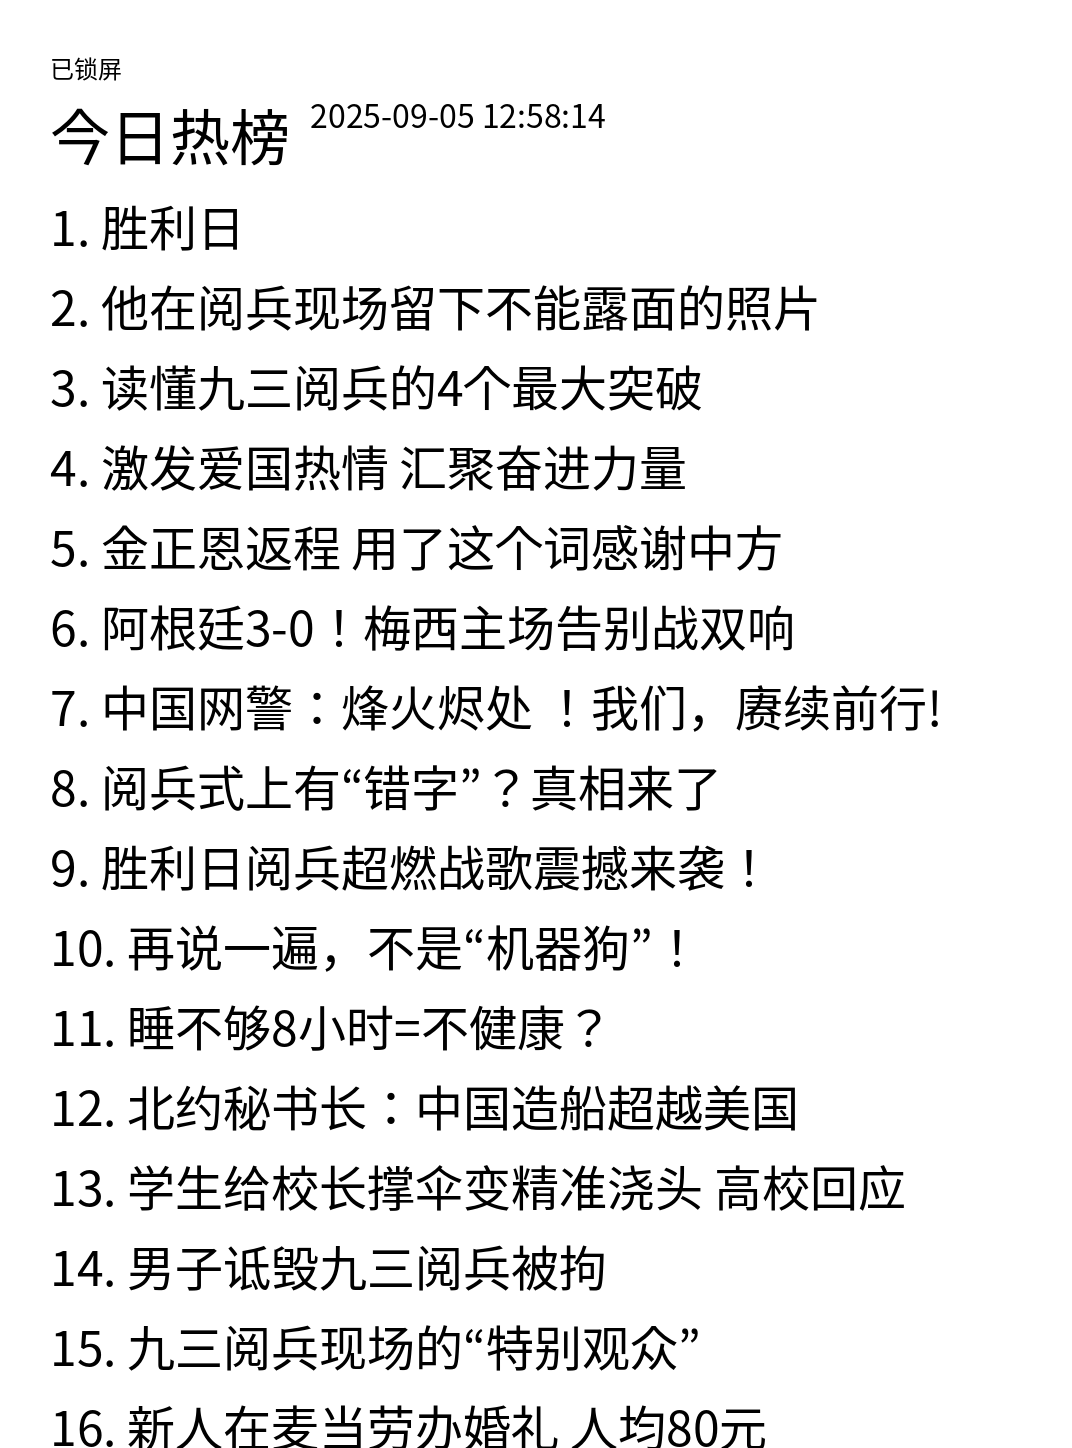 已锁屏
今日热榜 2025-09-05 12:58:14
1. 胜利日
2. 他在阅兵现场留下不能露面的照片
3. 读懂九三阅兵的4个最大突破
4. 激发爱国热情 汇聚奋进力量
5. 金正恩返程 用了这个词感谢中方
6. 阿根廷3-0！梅西主场告别战双响
7. 中国网警：烽火烬处 ！我们，赓续前行!
8. 阅兵式上有“错字”？真相来了
9. 胜利日阅兵超燃战歌震撼来袭！
10. 再说一遍，不是“机器狗”！
11. 睡不够8小时=不健康？
12. 北约秘书长：中国造船超越美国
13. 学生给校长撑伞变精准浇头 高校回应
14. 男子诋毁九三阅兵被拘
15. 九三阅兵现场的“特别观众”
16. 新人在麦当劳办婚礼 人均80元